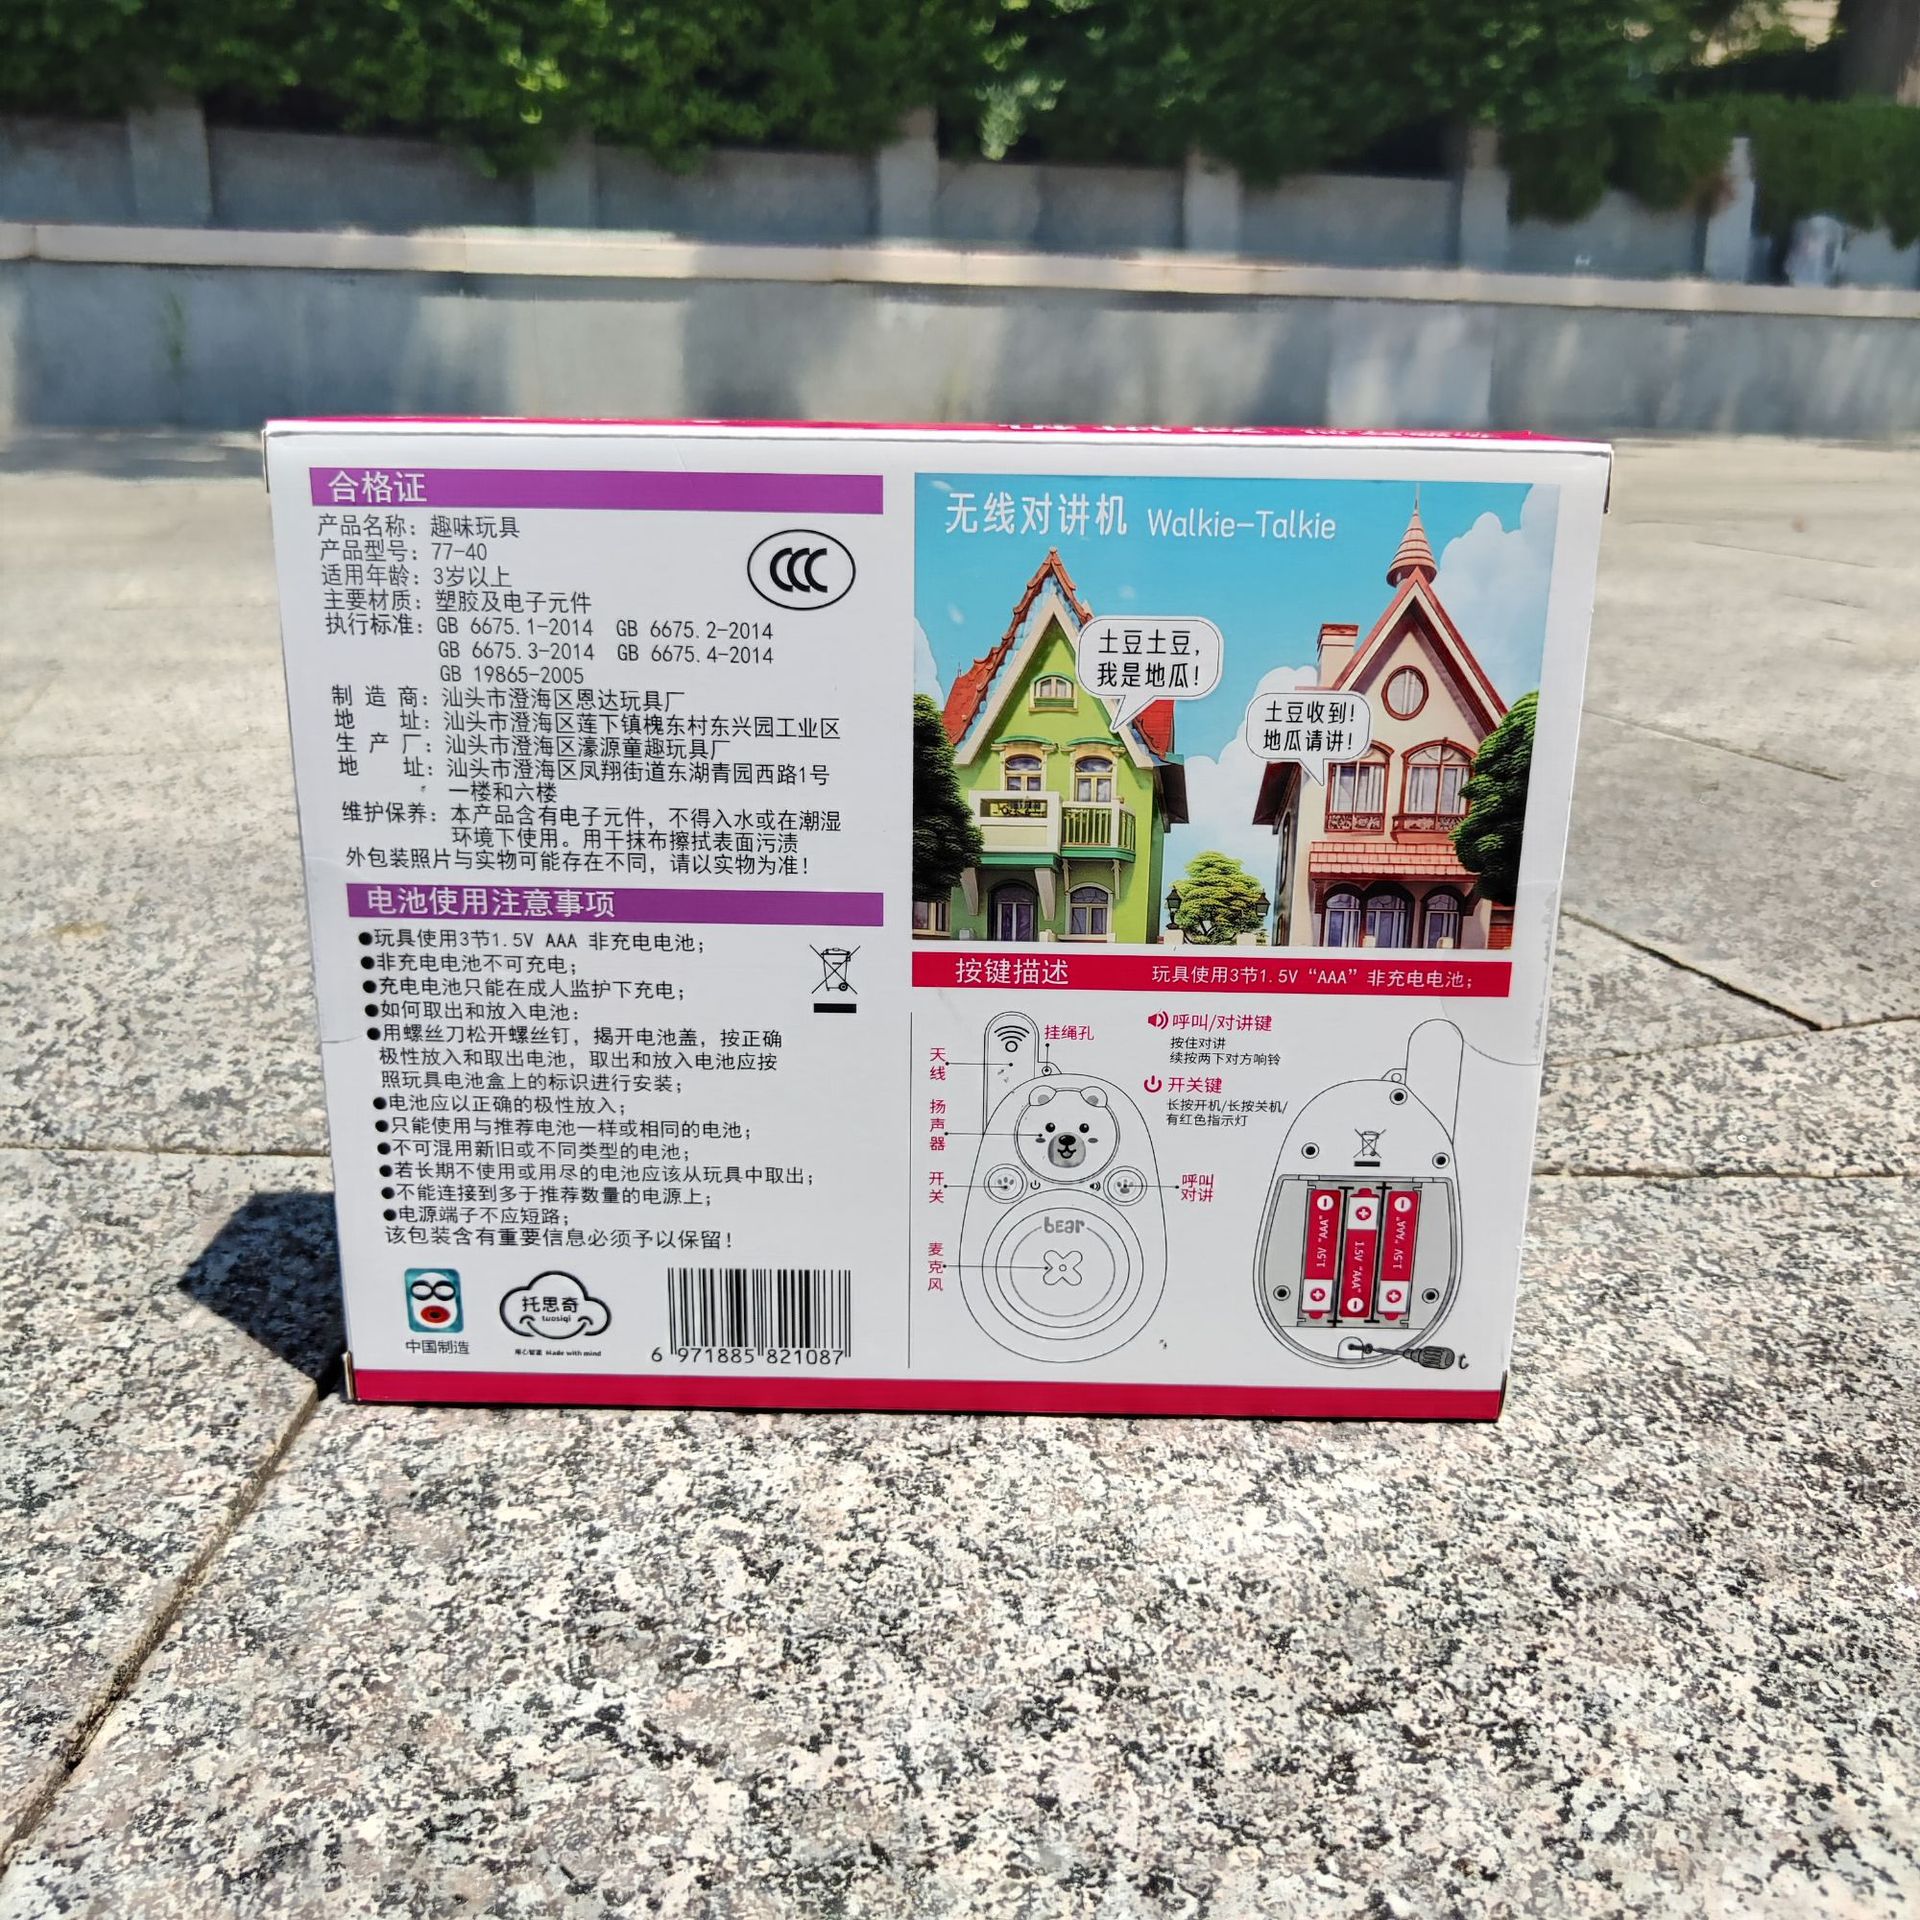 合格证
产品名称：趣味玩具
产品型号：77-40
适用年龄：3岁以上
主要材质：塑胶及电子元件
执行标准：GB 6675.1-2014 GB 6675.2-2014
GB 6675.3-2014 GB 6675.4-2014
GB 19865-2005
制造商：汕头市澄海区恩达玩具厂
地址：汕头市澄海区莲下镇槐东村东兴园工业区
生产厂：汕头市澄海区濠源童趣玩具厂
地址：汕头市澄海区凤翔街道东湖青园西路1号
一楼和六楼
维护保养：本产品含有电子元件，不得入水或在潮湿
环境下使用。用干抹布擦拭表面污渍
外包装照片与实物可能存在不同，请以实物为准！
CCC
电池使用注意事项
●玩具使用3节1.5V AAA 非充电电池；
●非充电电池不可充电；
●充电电池只能在成人监护下充电；
●如何取出和放入电池：
●用螺丝刀松开螺丝钉，揭开电池盖，按正确
极性放入和取出电池，取出和放入电池应按
照玩具电池盒上的标识进行安装；
●电池应以正确的极性放入；
●只能使用与推荐电池一样或相同的电池；
●不可混用新旧或不同类型的电池；
●若长期不使用或用尽的电池应该从玩具中取出；
●不能连接到多于推荐数量的电源上；
●电源端子不应短路；
该包装含有重要信息必须予以保留！
中国制造
托思奇
tuosiqi
用心智造 Made with mind
6 971885 821087
无线对讲机 Walkie-Talkie
土豆土豆，
我是地瓜！
土豆收到！
地瓜请讲！
按键描述 玩具使用3节1.5V“AAA”非充电电池；
天线
挂绳孔
扬声器
开关
麦克风
呼叫
对讲
bear
呼叫/对讲键
按住对讲
续按两下对方响铃
开关键
长按开机/长按关机/
有红色指示灯
1.5V “AAA”
1.5V “AAA”
1.5V “AAA”